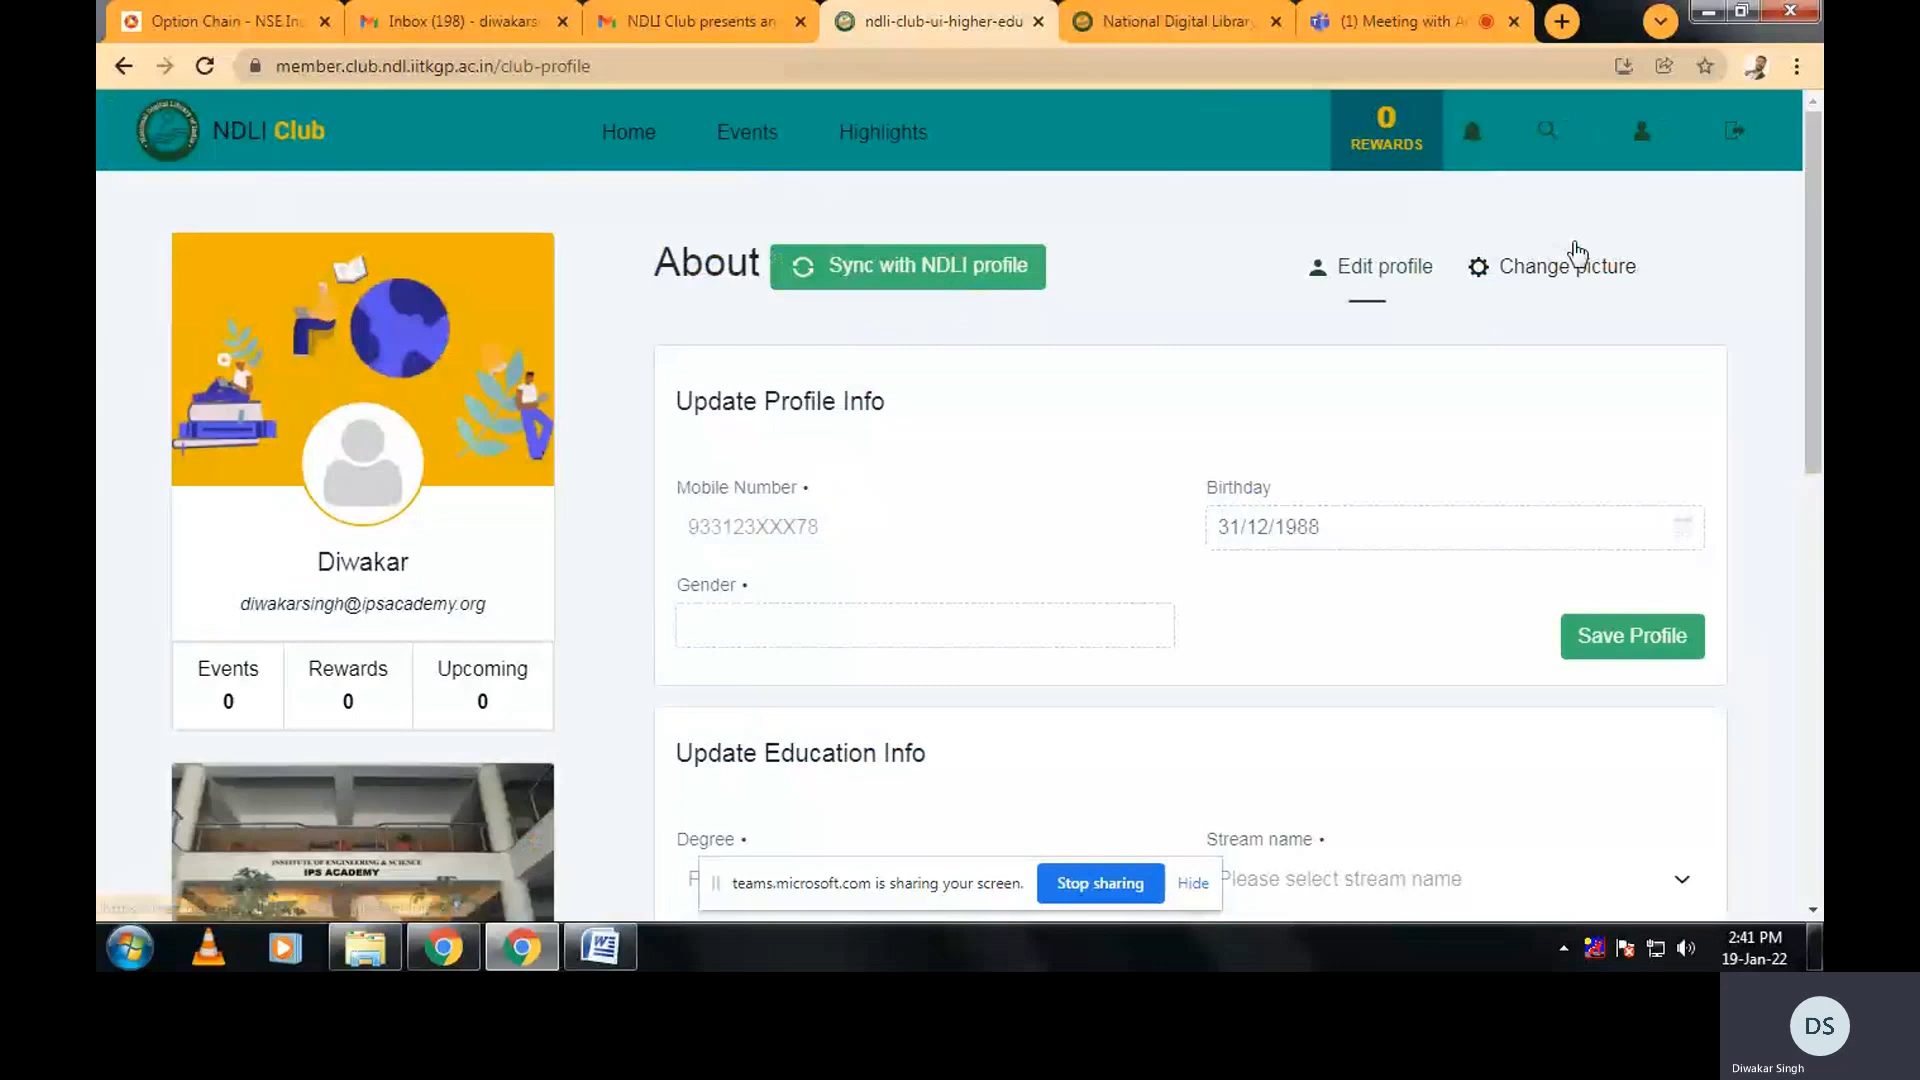 Option Chain - NSE In
Inbox (198) - diwakars
NDLI Club presents an
ndli-club-ui-higher-edu
National Digital Library
(1) Meeting with A
member.club.ndl.iitkgp.ac.in/club-profile
NDLI Club
Home
Events
Highlights
0
REWARDS
About
Sync with NDLI profile
Edit profile
Change picture
Update Profile Info
Mobile Number •
Birthday
933123XXX78
31/12/1988
Gender •
Save Profile
Diwakar
diwakarsingh@ipsacademy.org
Events
Rewards
Upcoming
0
0
0
Update Education Info
Degree •
Stream name •
Please select stream name
INSTITUTE OF ENGINEERING & SCIENCE
IPS ACADEMY
teams.microsoft.com is sharing your screen.
Stop sharing
Hide
2:41 PM
19-Jan-22
DS
Diwakar Singh